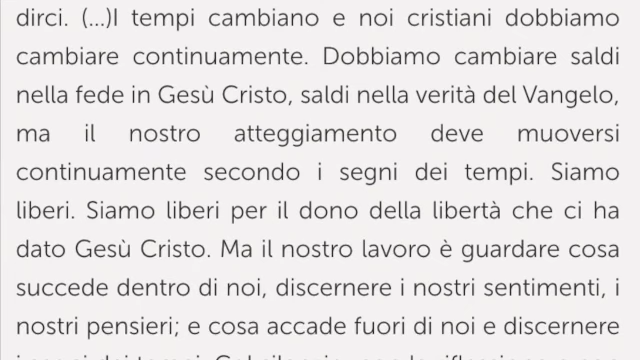 dirci. (...)I tempi cambiano e noi cristiani dobbiamo
cambiare continuamente. Dobbiamo cambiare saldi
nella fede in Gesù Cristo, saldi nella verità del Vangelo,
ma il nostro atteggiamento deve muoversi
continuamente secondo i segni dei tempi. Siamo
liberi. Siamo liberi per il dono della libertà che ci ha
dato Gesù Cristo. Ma il nostro lavoro è guardare cosa
succede dentro di noi, discernere i nostri sentimenti, i
nostri pensieri; e cosa accade fuori di noi e discernere